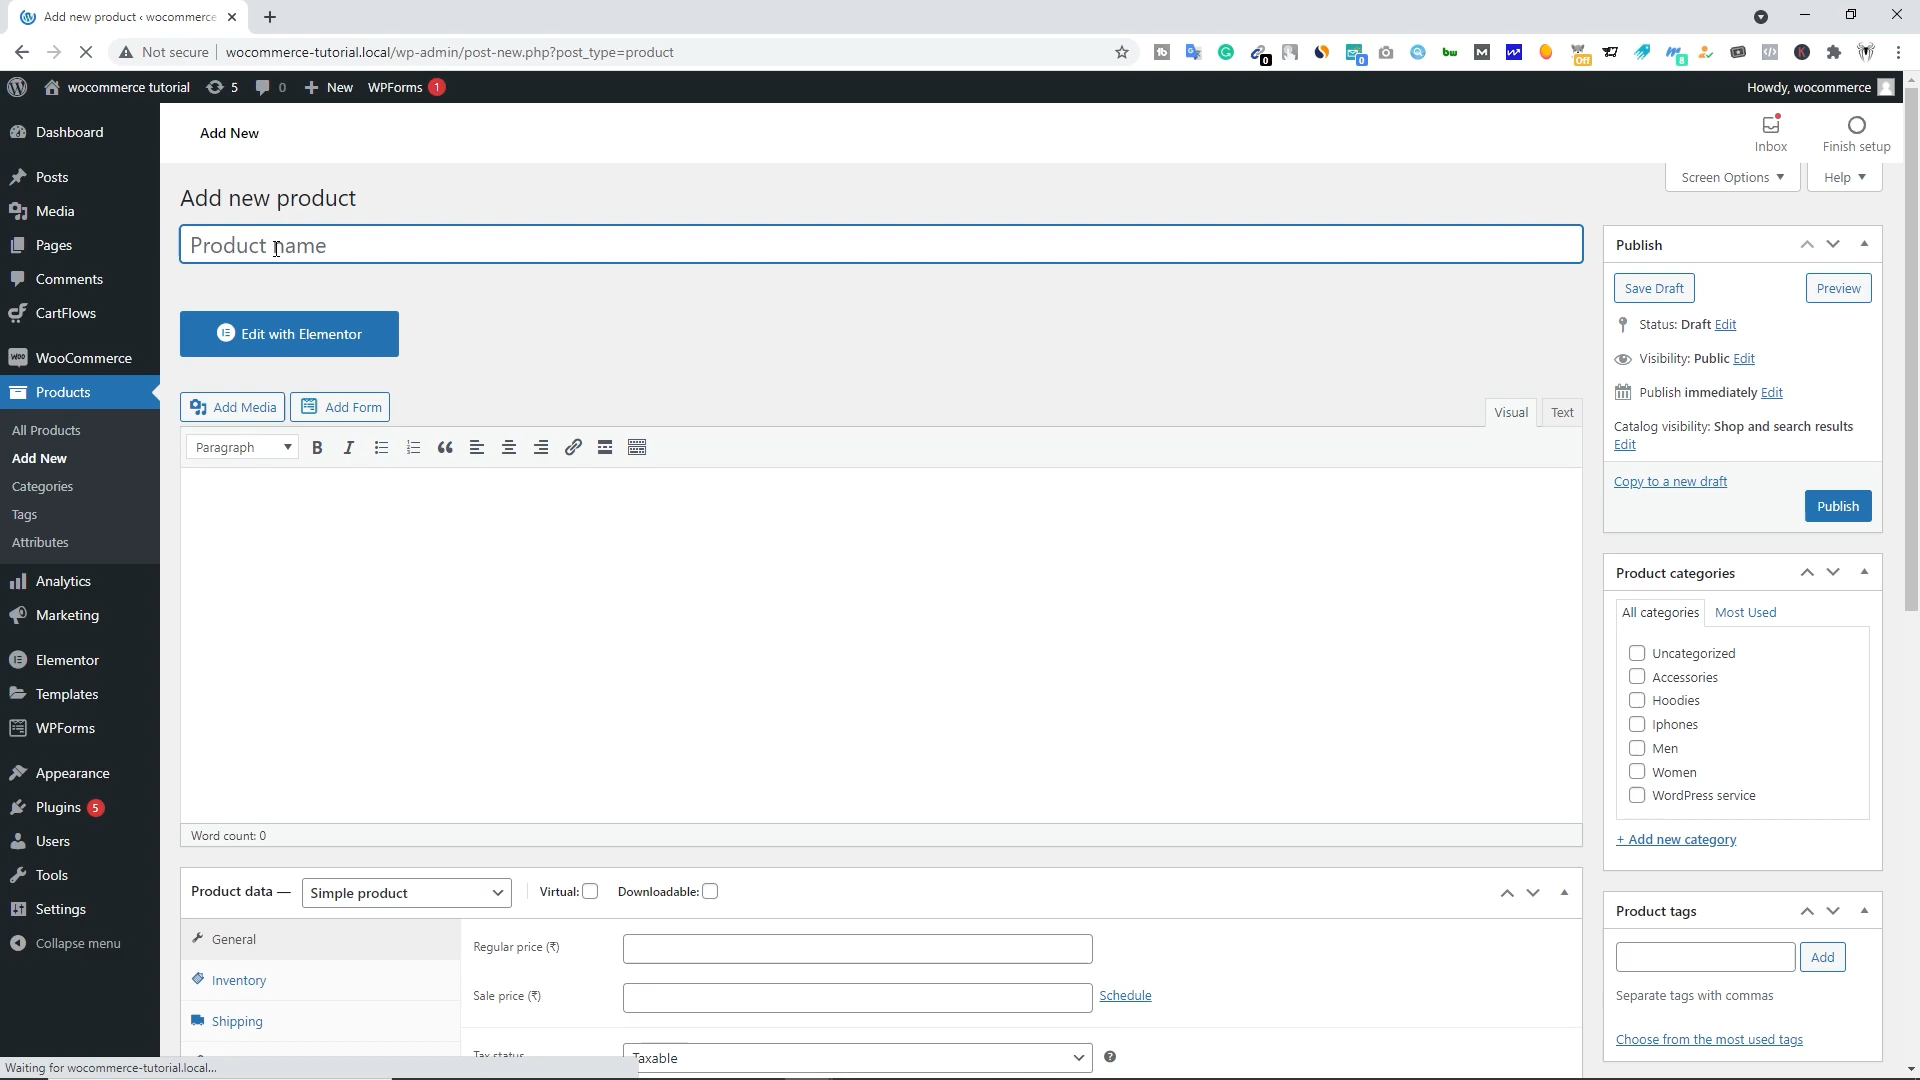 Add new product ‹ wocommerce
Not secure wocommerce-tutorial.local/wp-admin/post-new.php?post_type=product
0
0
Off
8
wocommerce tutorial 5 0 New WPForms 1 Howdy, wocommerce
Dashboard
Posts
Media
Pages
Comments
CartFlows
WooCommerce
Products
All Products
Add New
Categories
Tags
Attributes
Analytics
Marketing
Elementor
Templates
WPForms
Appearance
Plugins 5
Users
Tools
Settings
Collapse menu
Add New
Inbox
Finish setup
Screen Options
Help
Add new product
Product name
Edit with Elementor
Add Media
Add Form
Visual
Text
Paragraph
Word count: 0
Product data — Simple product Virtual: Downloadable:
General
Inventory
Shipping
Regular price (₹)
Sale price (₹) Schedule
Tax status Taxable
Publish
Save Draft Preview
Status: Draft Edit
Visibility: Public Edit
Publish immediately Edit
Catalog visibility: Shop and search results
Edit
Copy to a new draft
Publish
Product categories
All categories Most Used
Uncategorized
Accessories
Hoodies
Iphones
Men
Women
WordPress service
+ Add new category
Product tags
Add
Separate tags with commas
Choose from the most used tags
Waiting for wocommerce-tutorial.local...